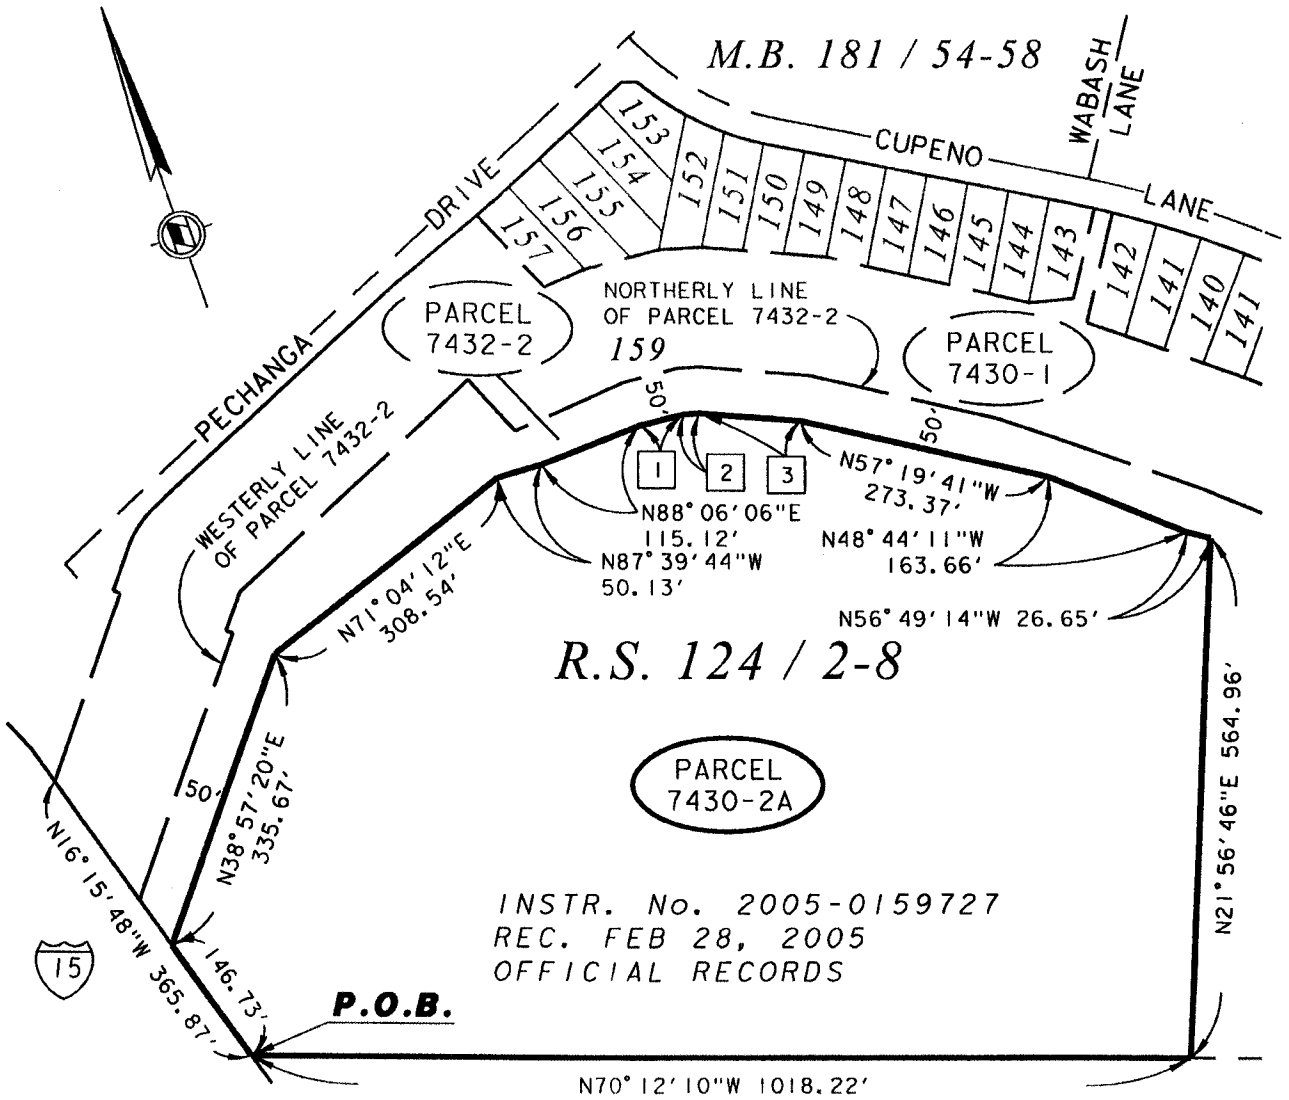 M.B. 181 / 54-58
WABASH
LANE
CUPENO
LANE
PECHANGA
DRIVE
153
154
155
156
157
152
151
150
149
148
147
146
145
144
143
142
141
140
141
PARCEL
7432-2
NORTHERLY LINE
OF PARCEL 7432-2
159
PARCEL
7430-1
WESTERLY LINE
OF PARCEL 7432-2
50'
50'
1
2
3
N57°19'41"W
273.37'
N88°06'06"E
115.12'
N87°39'44"W
50.13'
N48°44'11"W
163.66'
N56°49'14"W 26.65'
N71°04'12"E
308.54'
R.S. 124 / 2-8
PARCEL
7430-2A
N21°56'46"E 564.96'
50'
N38°57'20"E
335.67'
N16°15'48"W 365.87'
146.73'
15
INSTR. No. 2005-0159727
REC. FEB 28, 2005
OFFICIAL RECORDS
P.O.B.
N70°12'10"W 1018.22'